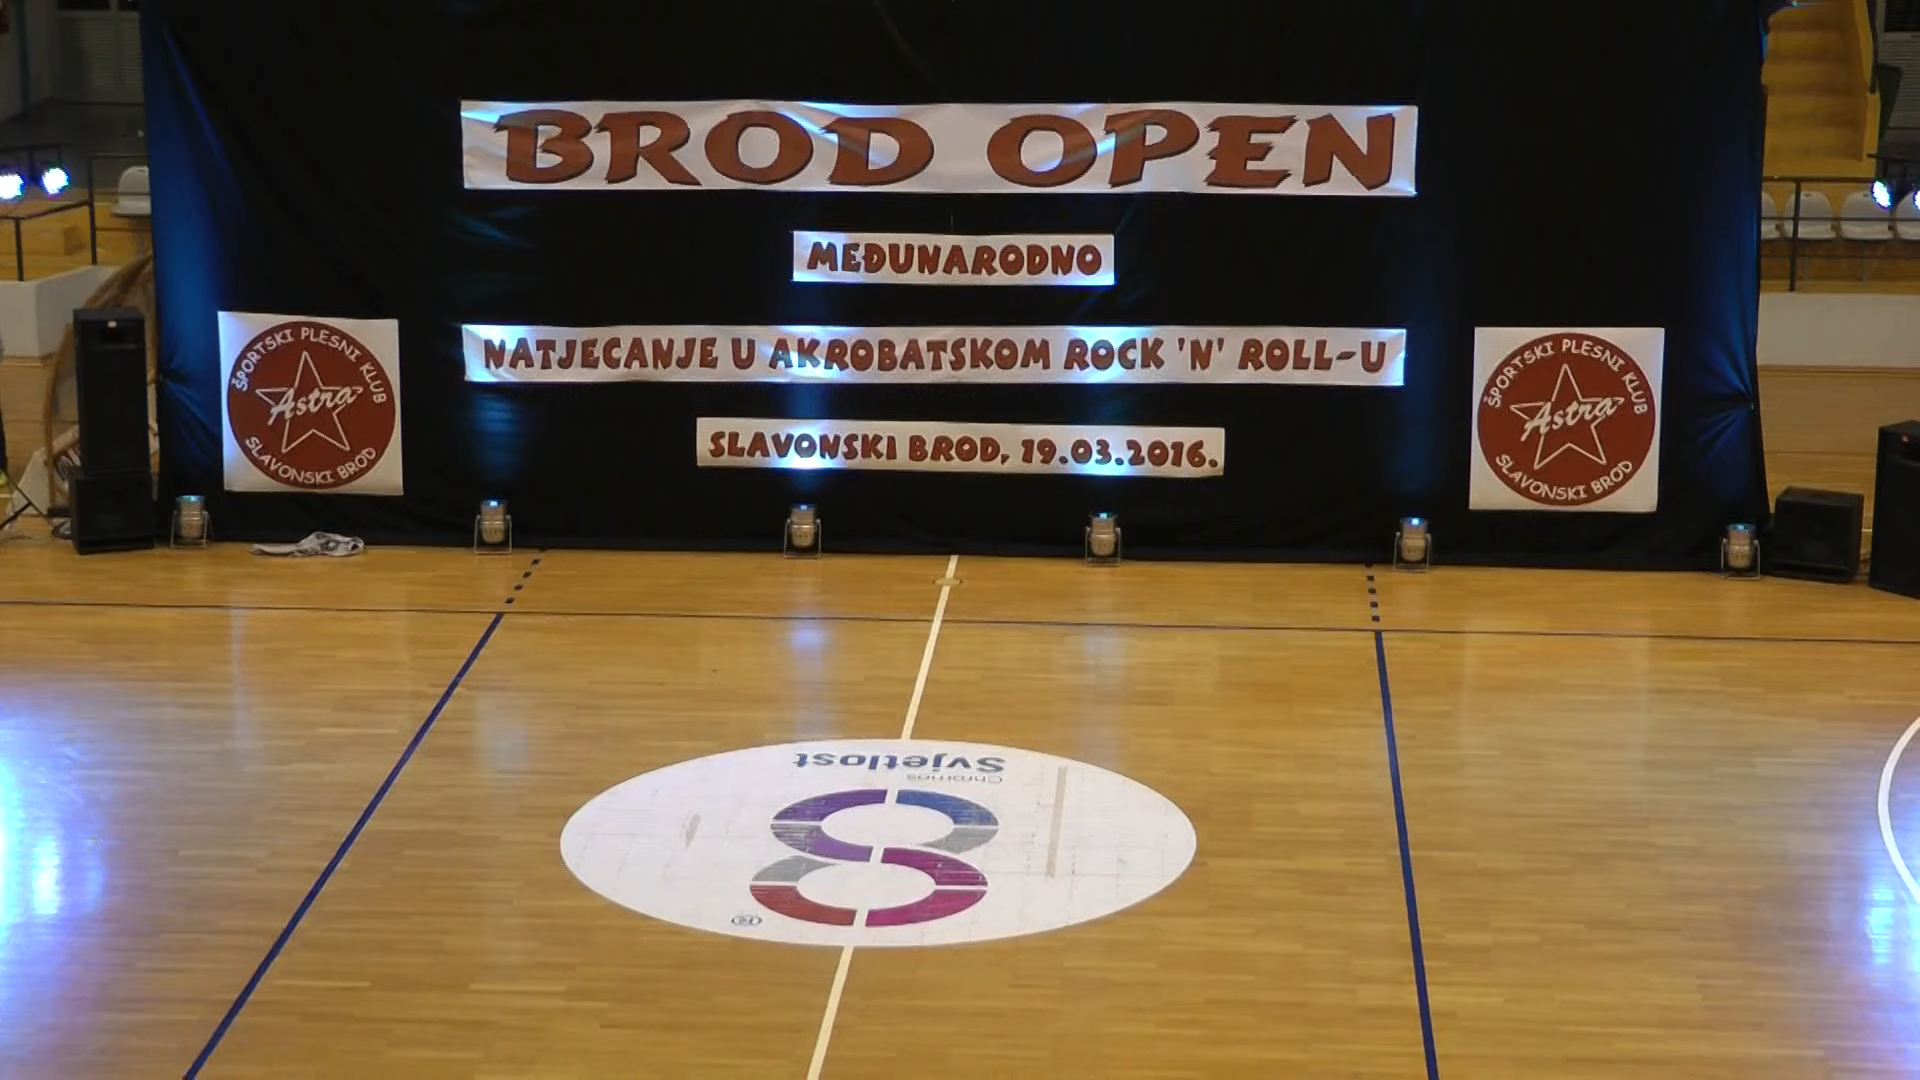 BROD OPEN
MEĐUNARODNO
NATJECANJE U AKROBATSKOM ROCK 'N' ROLL-U
SLAVONSKI BROD, 19.03.2016.
ŠPORTSKI PLESNI KLUB
Astra
SLAVONSKI BROD
ŠPORTSKI PLESNI KLUB
Astra
SLAVONSKI BROD
Chromos
Svjetlost